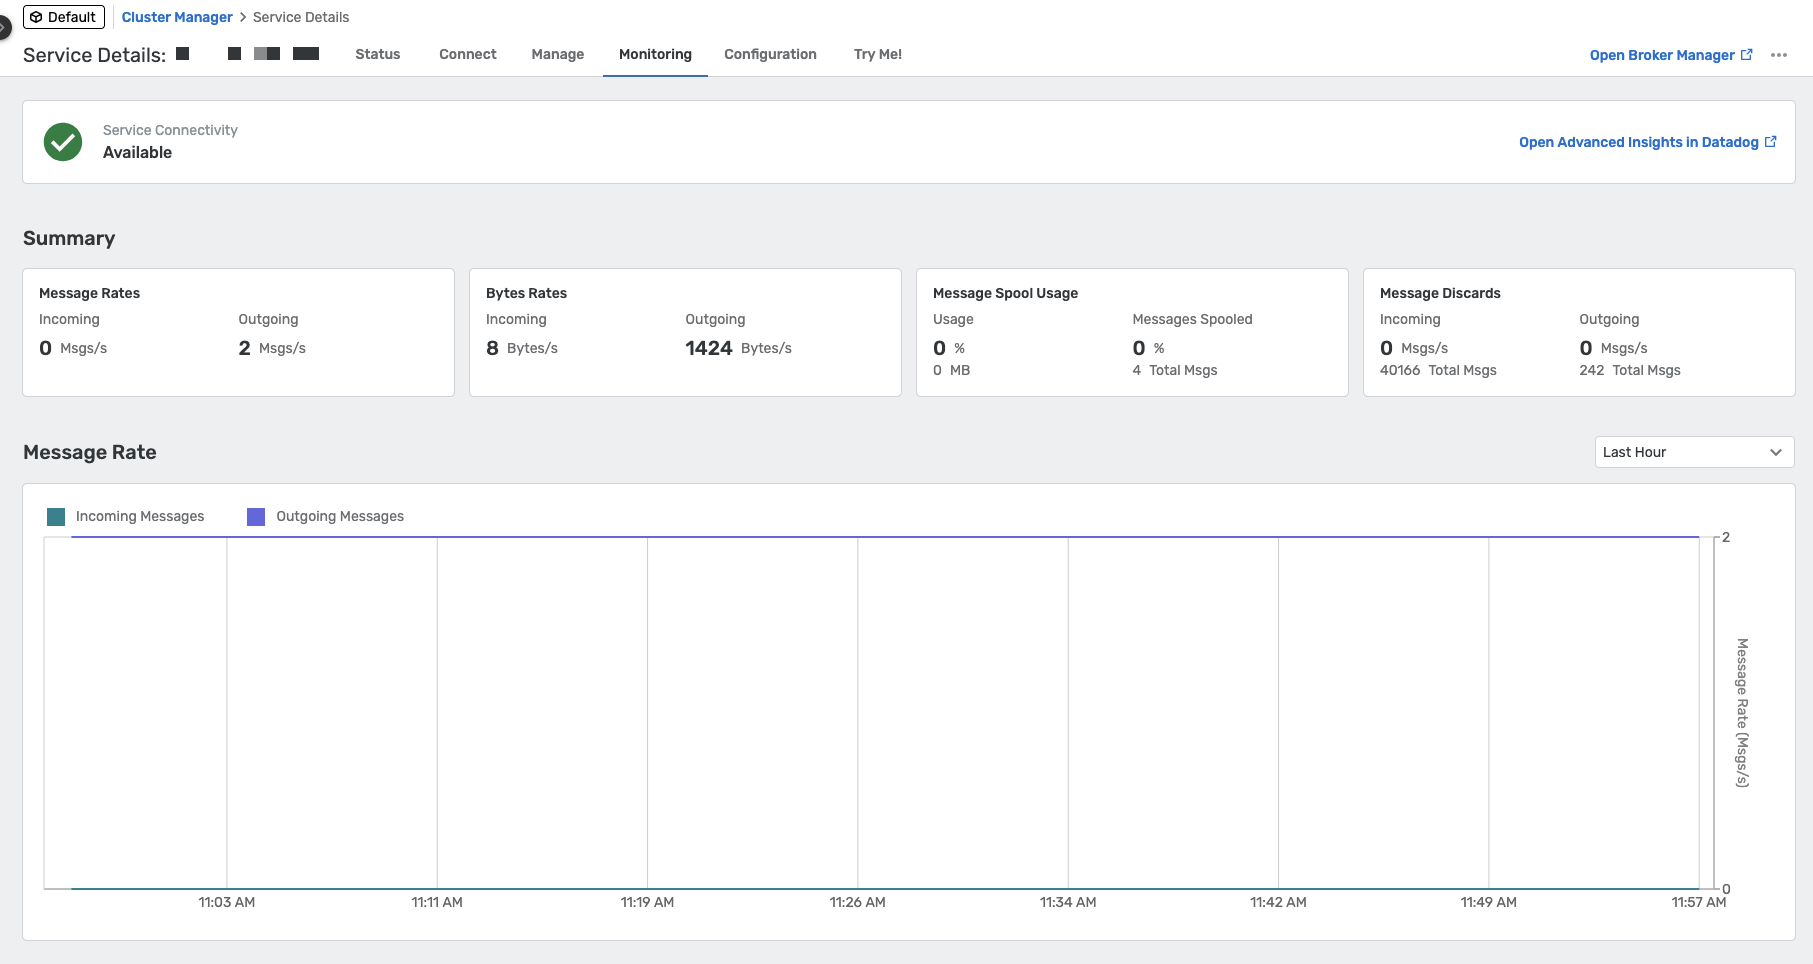 Default
Cluster Manager > Service Details
Service Details:
Status Connect Manage Monitoring Configuration Try Me!
Open Broker Manager
Service Connectivity
Available
Open Advanced Insights in Datadog
Summary
Message Rates
Incoming Outgoing
0 Msgs/s 2 Msgs/s
Bytes Rates
Incoming Outgoing
8 Bytes/s 1424 Bytes/s
Message Spool Usage
Usage Messages Spooled
0 % 0 %
0 MB 4 Total Msgs
Message Discards
Incoming Outgoing
0 Msgs/s 0 Msgs/s
40166 Total Msgs 242 Total Msgs
Message Rate
Last Hour
Incoming Messages Outgoing Messages
2
Message Rate (Msgs/s)
0
11:03 AM 11:11 AM 11:19 AM 11:26 AM 11:34 AM 11:42 AM 11:49 AM 11:57 AM